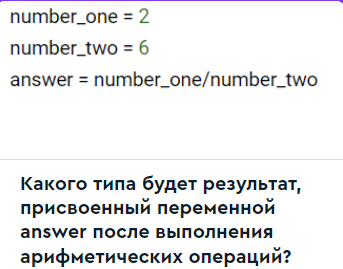 number_one = 2
number_two = 6
answer = number_one/number_two
Какого типа будет результат,
присвоенный переменной
answer после выполнения
арифметических операций?